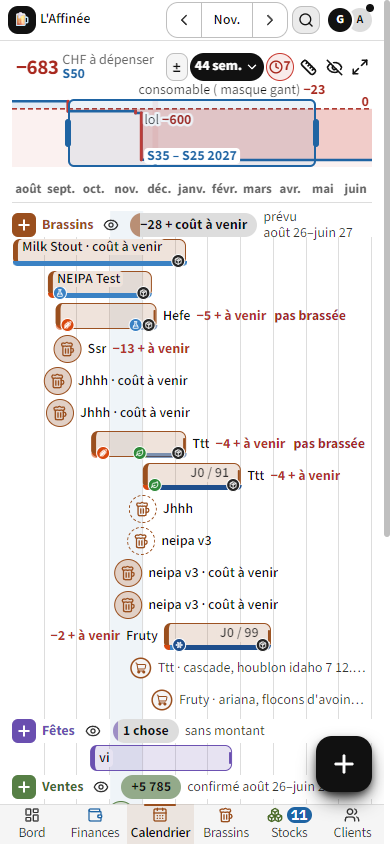 L'Affinée
Nov.
G
A
−683 CHF à dépenser
S50
±
44 sem.
7
consomable ( masque gant) −23
0
lol −600
S35 – S25 2027
août sept. oct. nov. déc. janv. févr. mars avr. mai juin
Brassins
−28 + coût à venir
prévu
août 26–juin 27
Milk Stout · coût à venir
NEIPA Test
Hefe −5 + à venir pas brassée
Ssr −13 + à venir
Jhhh · coût à venir
Jhhh · coût à venir
Ttt −4 + à venir pas brassée
J0 / 91
Ttt −4 + à venir
Jhhh
neipa v3
neipa v3 · coût à venir
neipa v3 · coût à venir
−2 + à venir Fruty
J0 / 99
Ttt · cascade, houblon idaho 7 12.…
Fruty · ariana, flocons d'avoin…
Fêtes
1 chose
sans montant
vi
Ventes
+5 785
confirmé août 26–juin 2
Bord
Finances
Calendrier
Brassins
Stocks
11
Clients